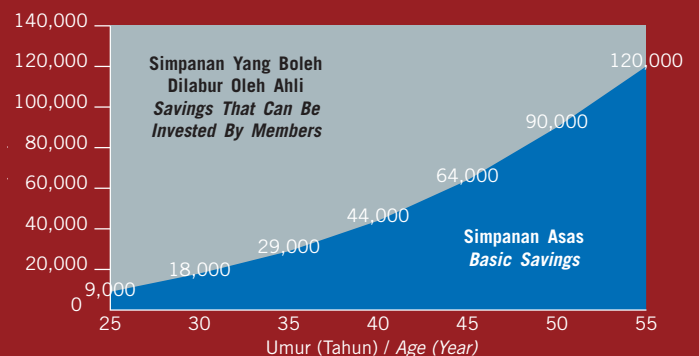 140,000
120,000
100,000
80,000
60,000
40,000
20,000
0
Simpanan Yang Boleh
Dilabur Oleh Ahli
Savings That Can Be
Invested By Members
9,000
18,000
29,000
44,000
64,000
90,000
120,000
Simpanan Asas
Basic Savings
25 30 35 40 45 50 55
Umur (Tahun) / Age (Year)